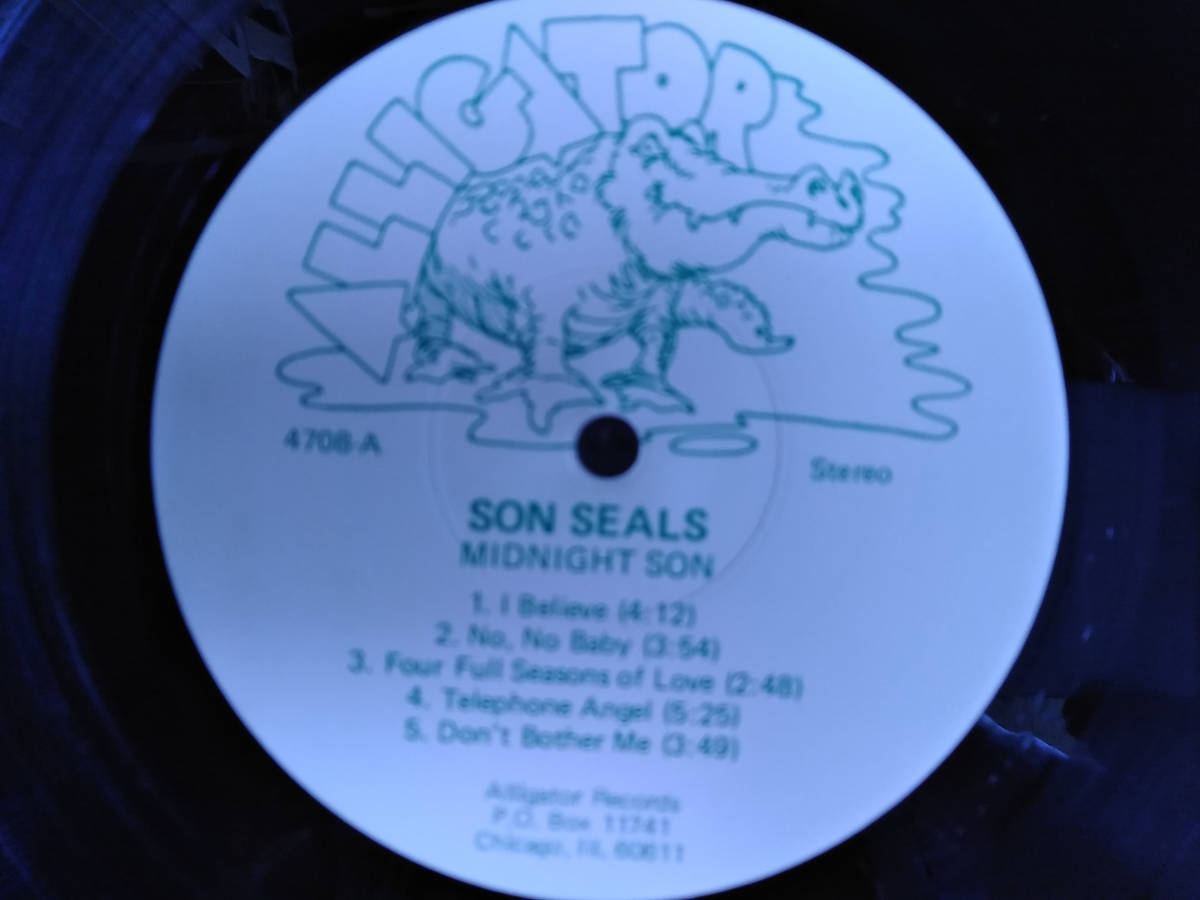 ALLIGATOR
4708-A
Stereo
SON SEALS
MIDNIGHT SON
1. I Believe (4:12)
2. No, No Baby (3:54)
3. Four Full Seasons of Love (2:48)
4. Telephone Angel (5:25)
5. Don't Bother Me (3:49)
Alligator Records
P.O. Box 11741
Chicago, Ill. 60611